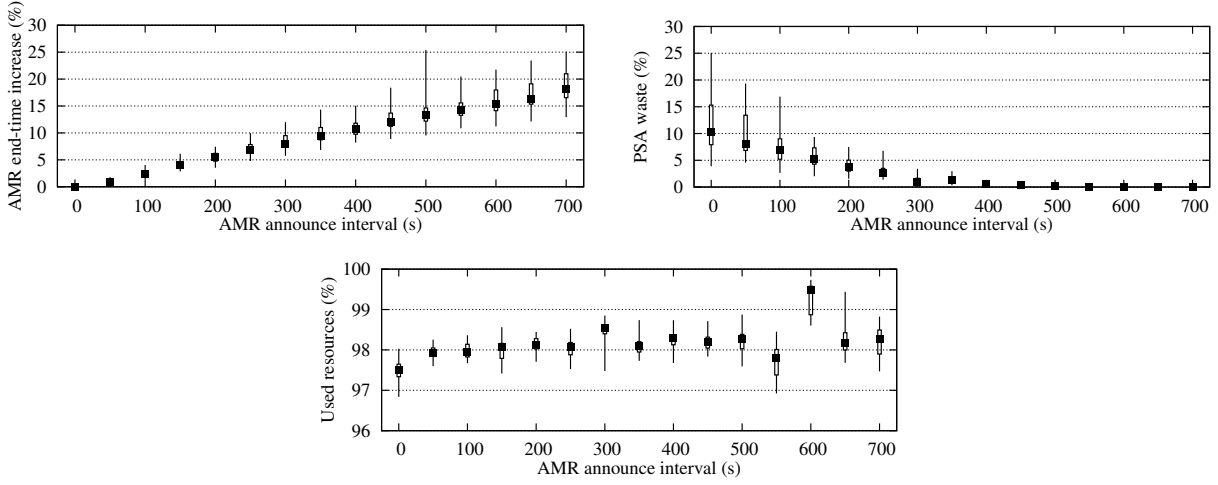 AMR end-time increase (%)
30
25
20
15
10
5
0
0 100 200 300 400 500 600 700
AMR announce interval (s)
PSA waste (%)
30
25
20
15
10
5
0
0 100 200 300 400 500 600 700
AMR announce interval (s)
Used resources (%)
100
99
98
97
96
0 100 200 300 400 500 600 700
AMR announce interval (s)